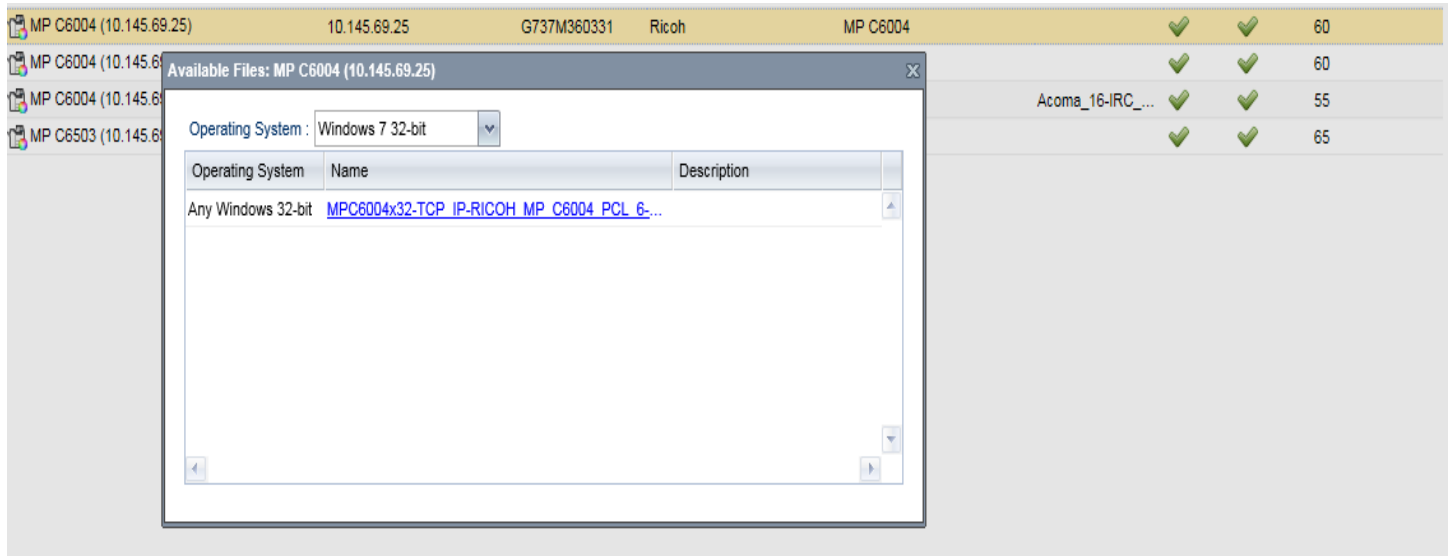 MP C6004 (10.145.69.25) 10.145.69.25 G737M360331 Ricoh MP C6004 60
MP C6004 (10.145.6 60
MP C6004 (10.145.69 Acoma_16-IRC_... 55
MP C6503 (10.145.69 65
Available Files: MP C6004 (10.145.69.25)
Operating System : Windows 7 32-bit
Operating System Name Description
Any Windows 32-bit MPC6004x32-TCP_IP-RICOH_MP_C6004_PCL_6-...